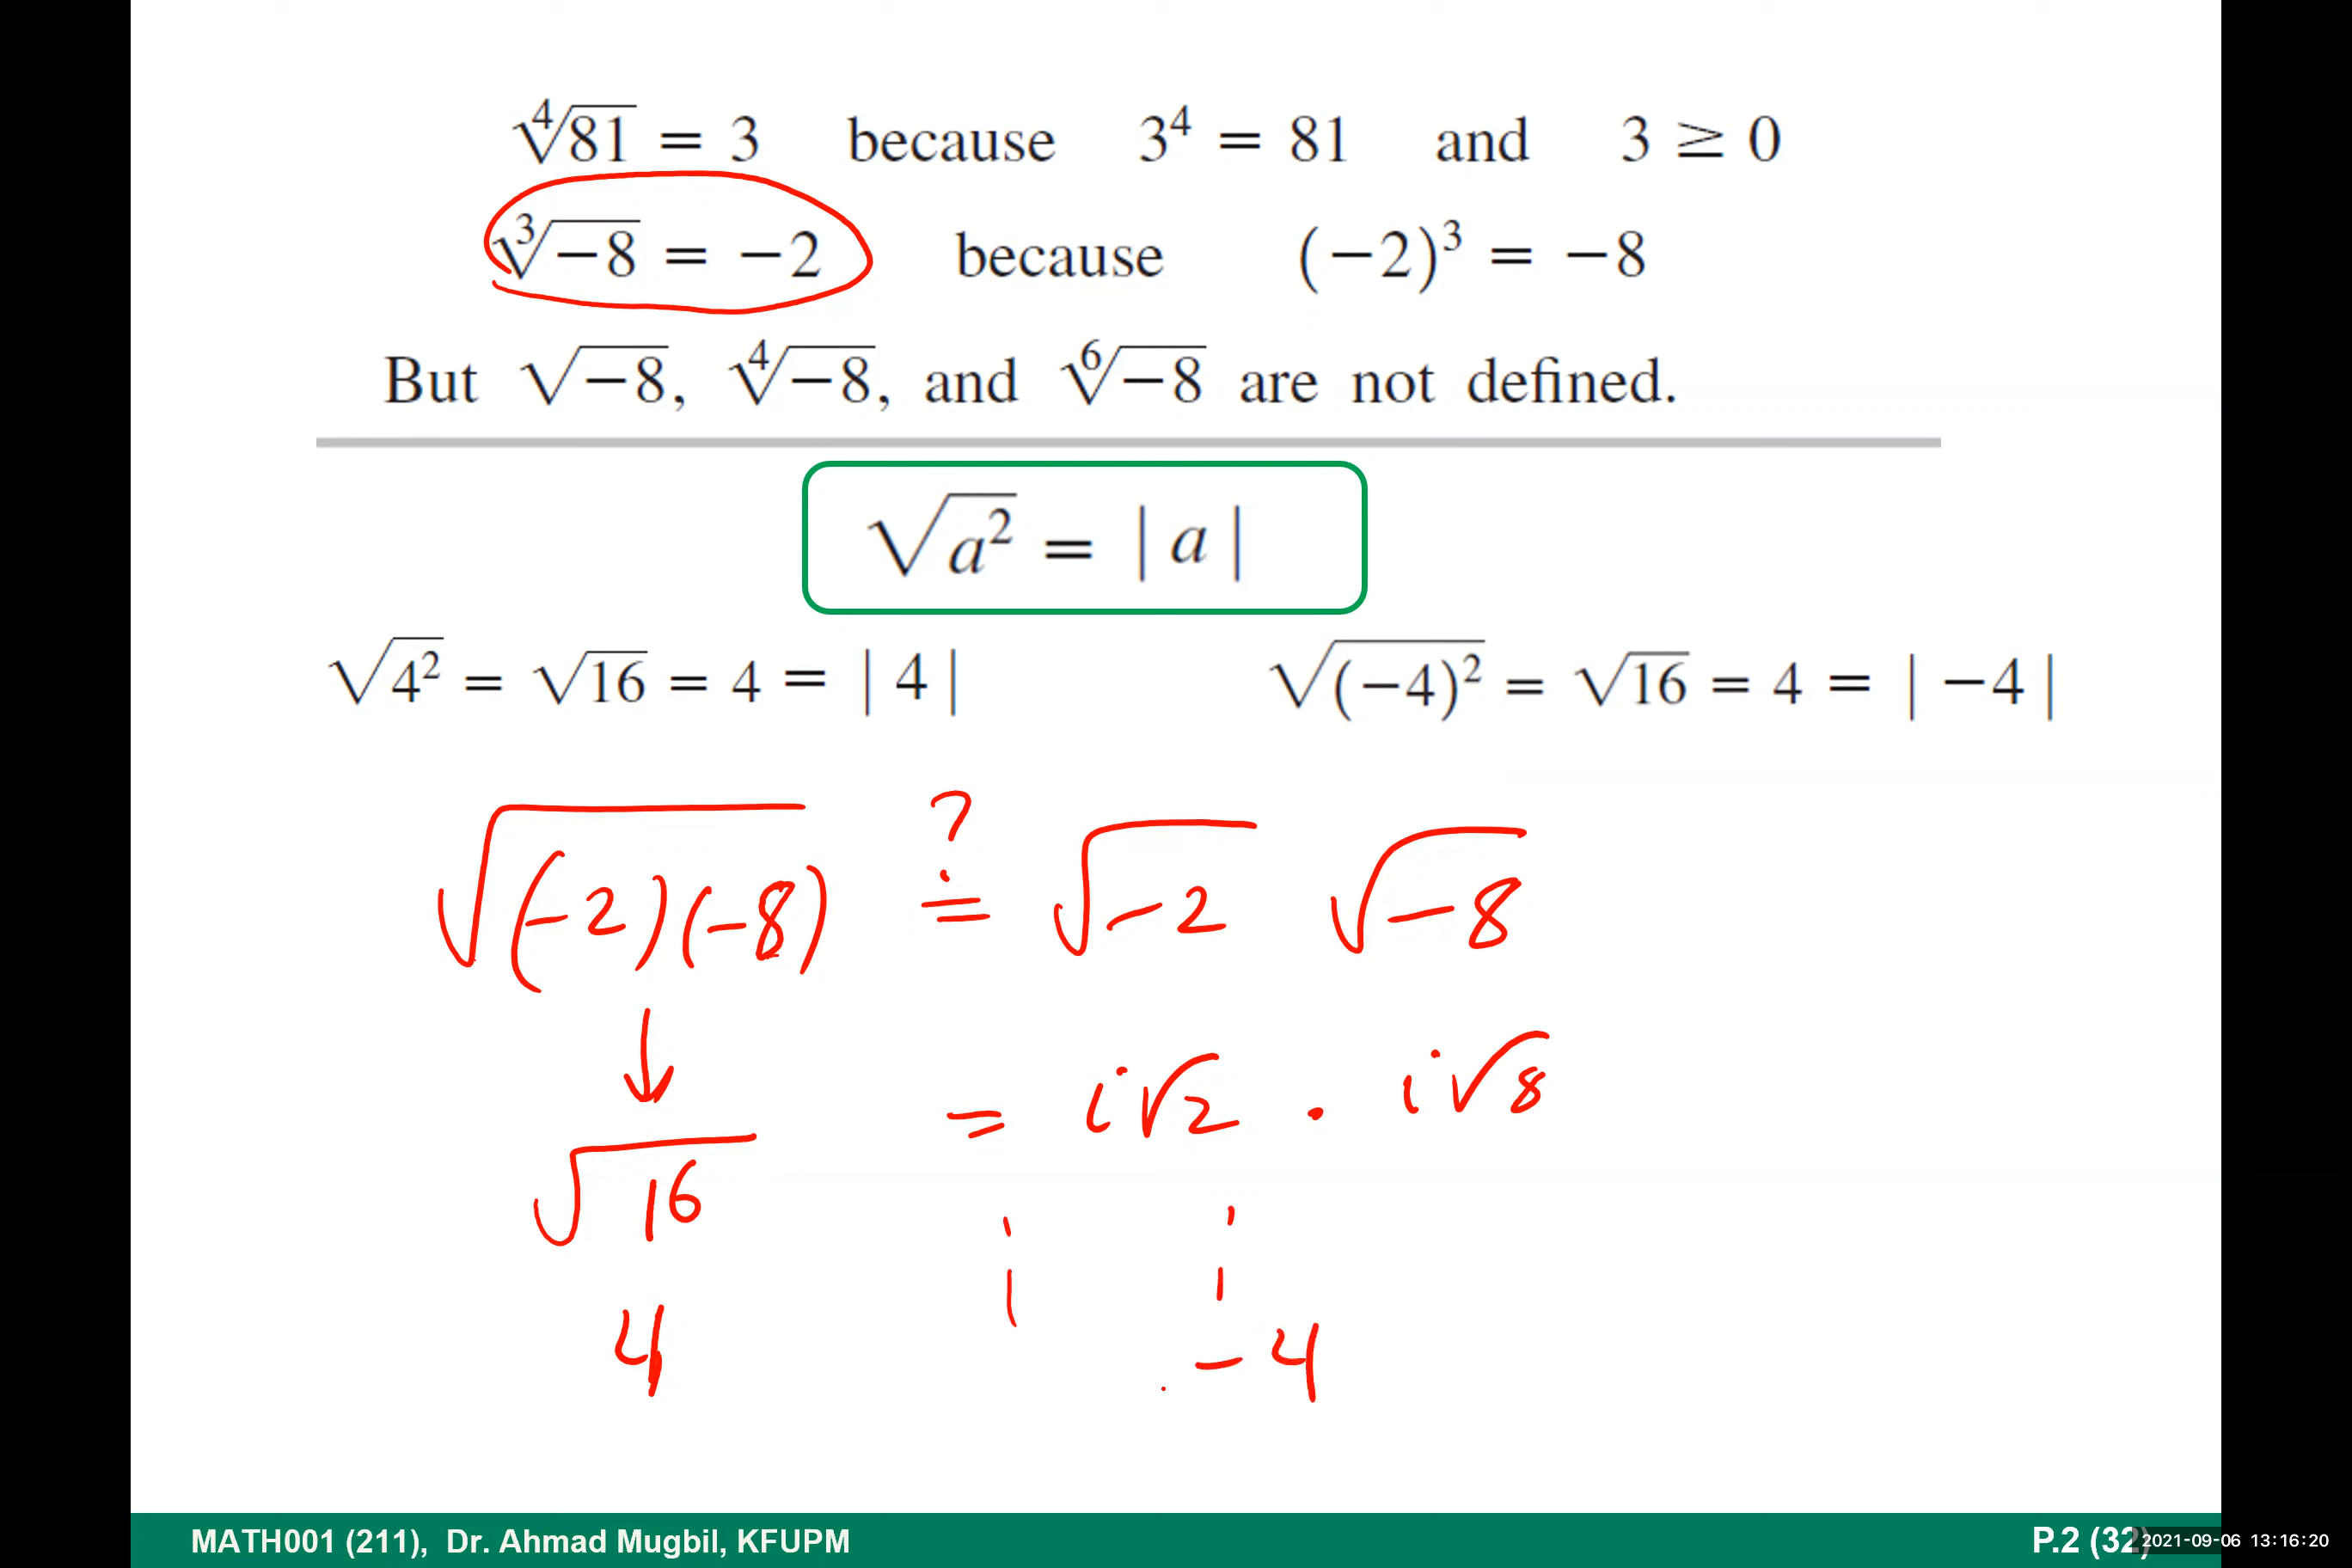 ∜81 = 3 because 3⁴ = 81 and 3 ≥ 0
∛−8 = −2 because (−2)³ = −8
But √−8, ∜−8, and ⁶√−8 are not defined.
√a² = | a |
√4² = √16 = 4 = | 4 | √(−4)² = √16 = 4 = | −4 |
√(−2)(−8) ≟ √−2 √−8
↓ = i√2 · i√8
√16
4 −4
MATH001 (211), Dr. Ahmad Mugbil, KFUPM P.2 (32) 2021-09-06 13:16:20